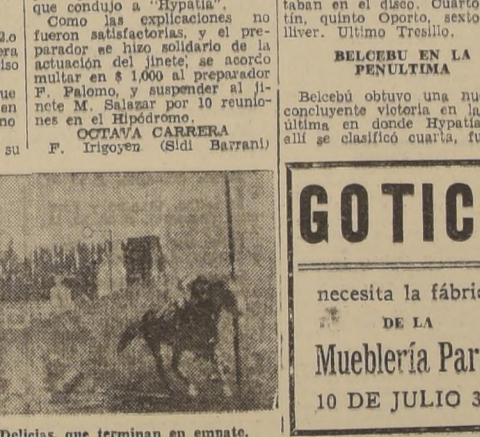 que condujo a "Hypatia".
Como las explicaciones no
fueron satisfactorias, y el pre-
parador se hizo solidario de la
actuación del jinete, se acordo
multar en $ 1,000 al preparador
F. Palomo, y suspender al ji-
nete M. Salazar por 10 reunio-
nes en el Hipódromo.
OCTAVA CARRERA
F. Irigoyen (Sidi Barrani)
su
Delicias, que terminan en empate.
taban en el disco. Cuarto
tín, quinto Oporto, sexto
lliver. Ultimo Tresillo.
BELCEBU EN LA
PENULTIMA
Belcebú obtuvo una nu
concluyente victoria en la
última en donde Hypatia
allí se clasificó cuarta, fu
GOTIC
necesita la fábri
DE LA
Mueblería Par
10 DE JULIO 3